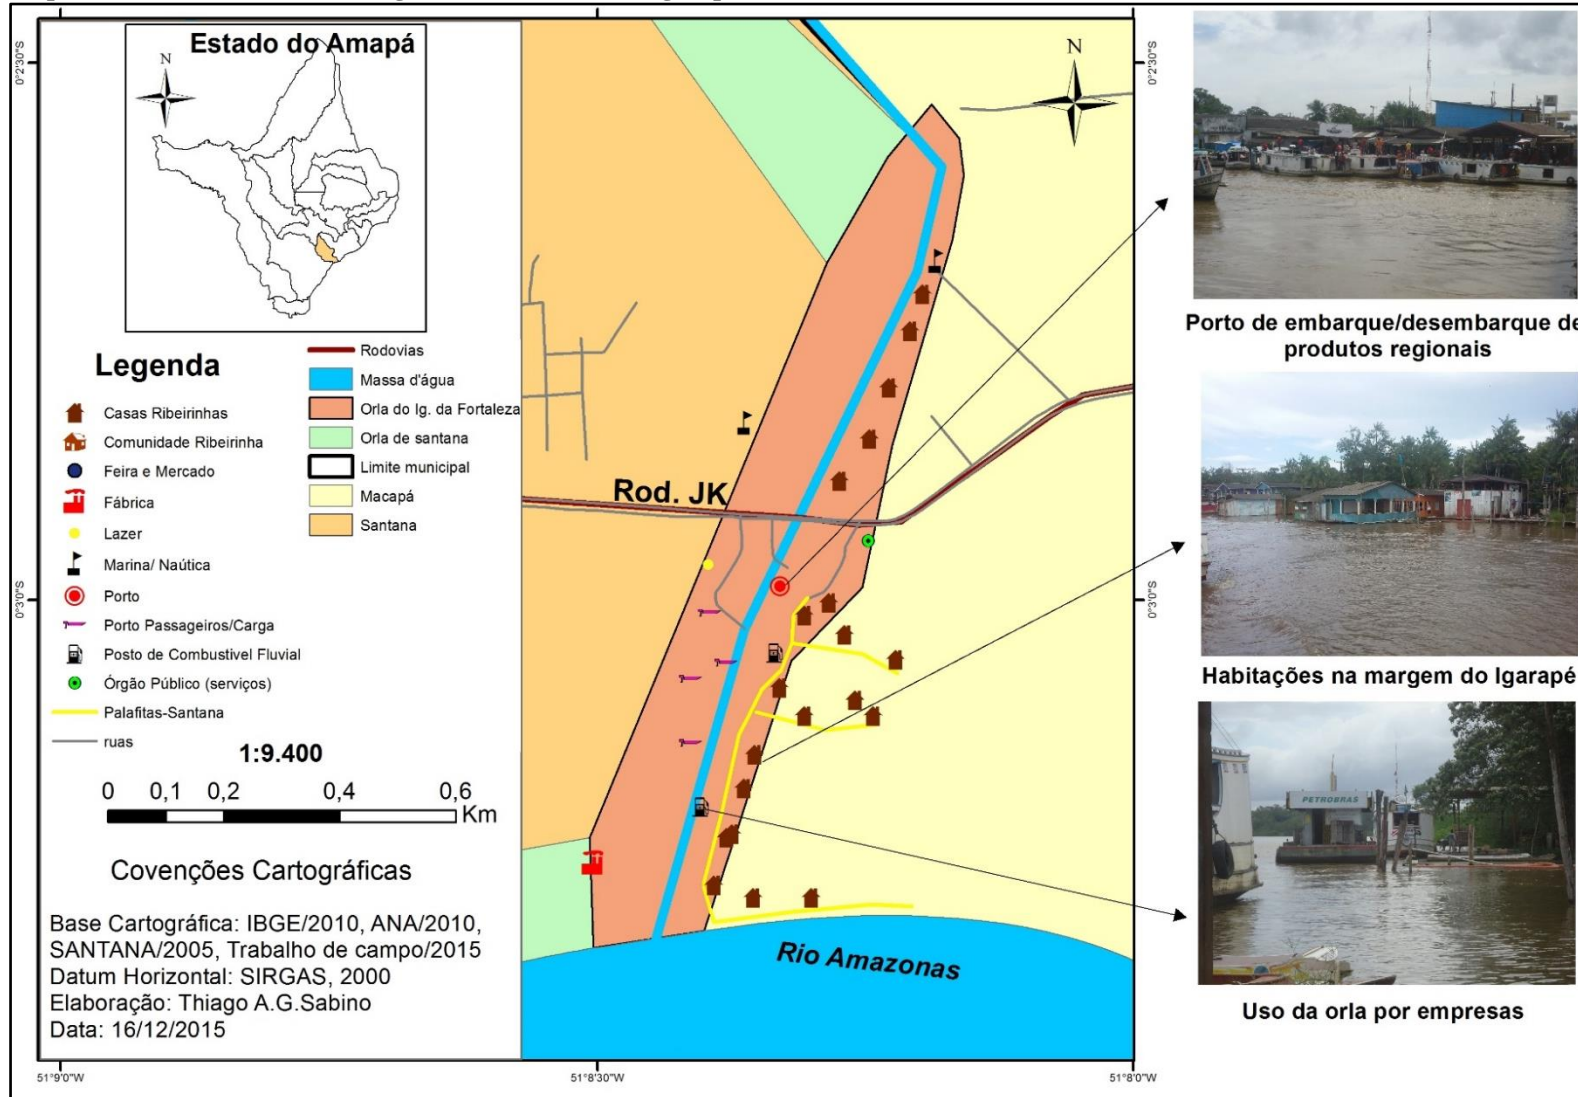 Estado do Amapá
N
Legenda
Casas Ribeirinhas
Comunidade Ribeirinha
Feira e Mercado
Fábrica
Lazer
Marina/ Naútica
Porto
Porto Passageiros/Carga
Posto de Combustivel Fluvial
Órgão Público (serviços)
Palafitas-Santana
ruas
Rodovias
Massa d'água
Orla do Ig. da Fortaleza
Orla de santana
Limite municipal
Macapá
Santana
1:9.400
0 0,1 0,2 0,4 0,6
Km
Covenções Cartográficas
Base Cartográfica: IBGE/2010, ANA/2010,
SANTANA/2005, Trabalho de campo/2015
Datum Horizontal: SIRGAS, 2000
Elaboração: Thiago A.G.Sabino
Data: 16/12/2015
N
Rod. JK
Rio Amazonas
0°2'30"S
0°3'0"S
0°2'30"S
0°3'0"S
51°9'0"W
51°8'30"W
51°8'0"W
Porto de embarque/desembarque de
produtos regionais
Habitações na margem do Igarapé
PETROBRAS
Uso da orla por empresas